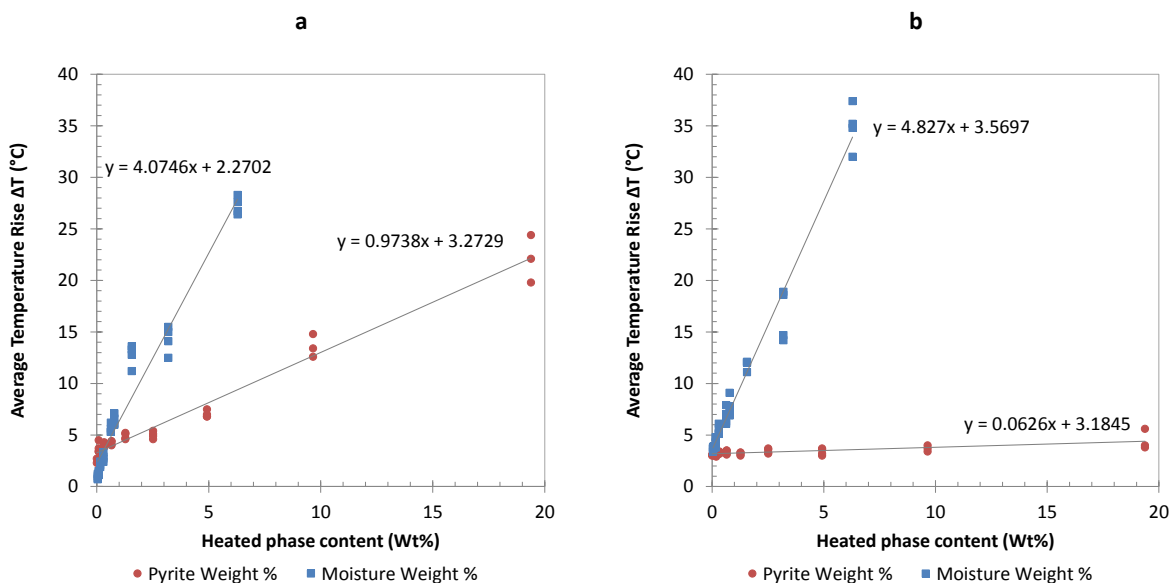 a
40
35
30
25
20
15
10
5
0
0 5 10 15 20
Average Temperature Rise ΔT (°C)
y = 4.0746x + 2.2702
y = 0.9738x + 3.2729
Heated phase content (Wt%)
Pyrite Weight % Moisture Weight %
b
40
35
30
25
20
15
10
5
0
0 5 10 15 20
Average Temperature Rise ΔT (°C)
y = 4.827x + 3.5697
y = 0.0626x + 3.1845
Heated phase content (Wt%)
Pyrite Weight % Moisture Weight %